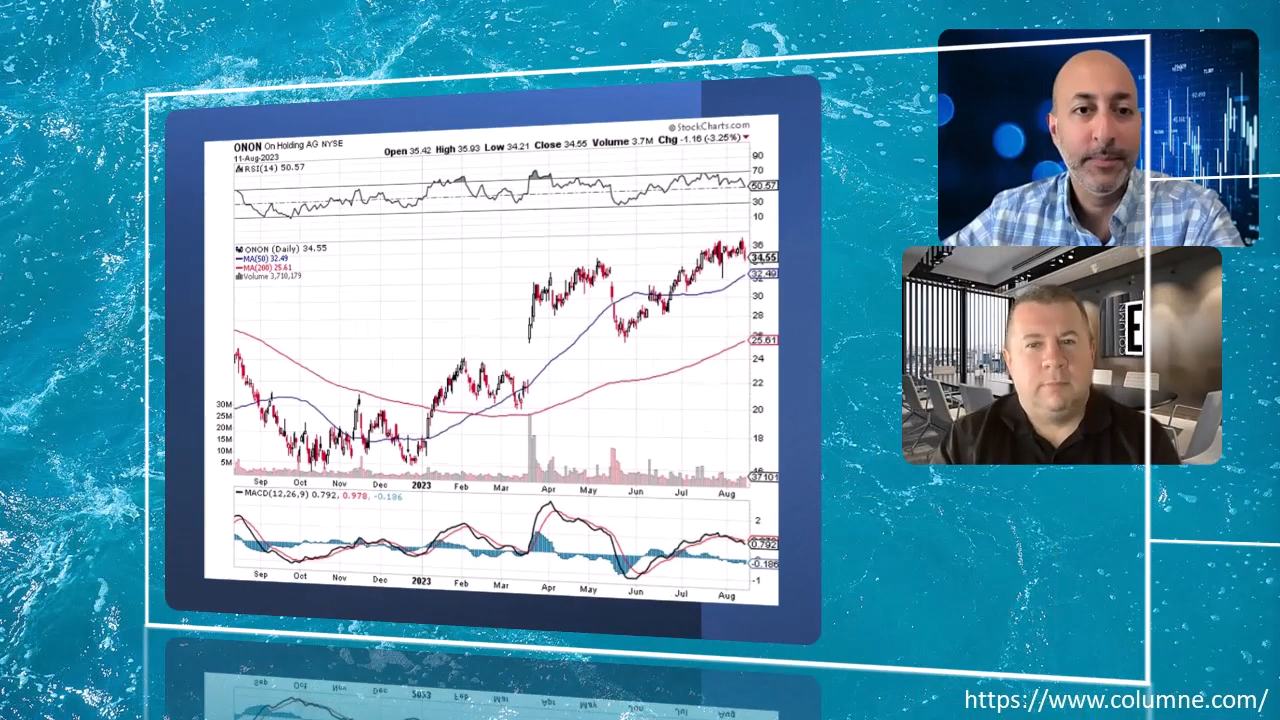 ONON On Holding AG NYSE
@StockCharts.com
11-Aug-2023
Open 35.42 High 35.93 Low 34.21 Close 34.55 Volume 3.7M Chg -1.16 (-3.25%)
RSI(14) 50.57
90
70
50.57
30
10
ONON (Daily) 34.55
MA(50) 32.49
MA(200) 25.61
Volume 3,710,179
36
34.55
32.49
30
28
25.61
24
22
20
18
30M
25M
20M
15M
10M
5M
37101
Sep Oct Nov Dec 2023 Feb Mar Apr May Jun Jul Aug
MACD(12,26,9) 0.792, 0.978, -0.186
2
0.792
-0.186
-1
Sep Oct Nov Dec 2023 Feb Mar Apr May Jun Jul Aug
COLUMN
E
https://www.columne.com/